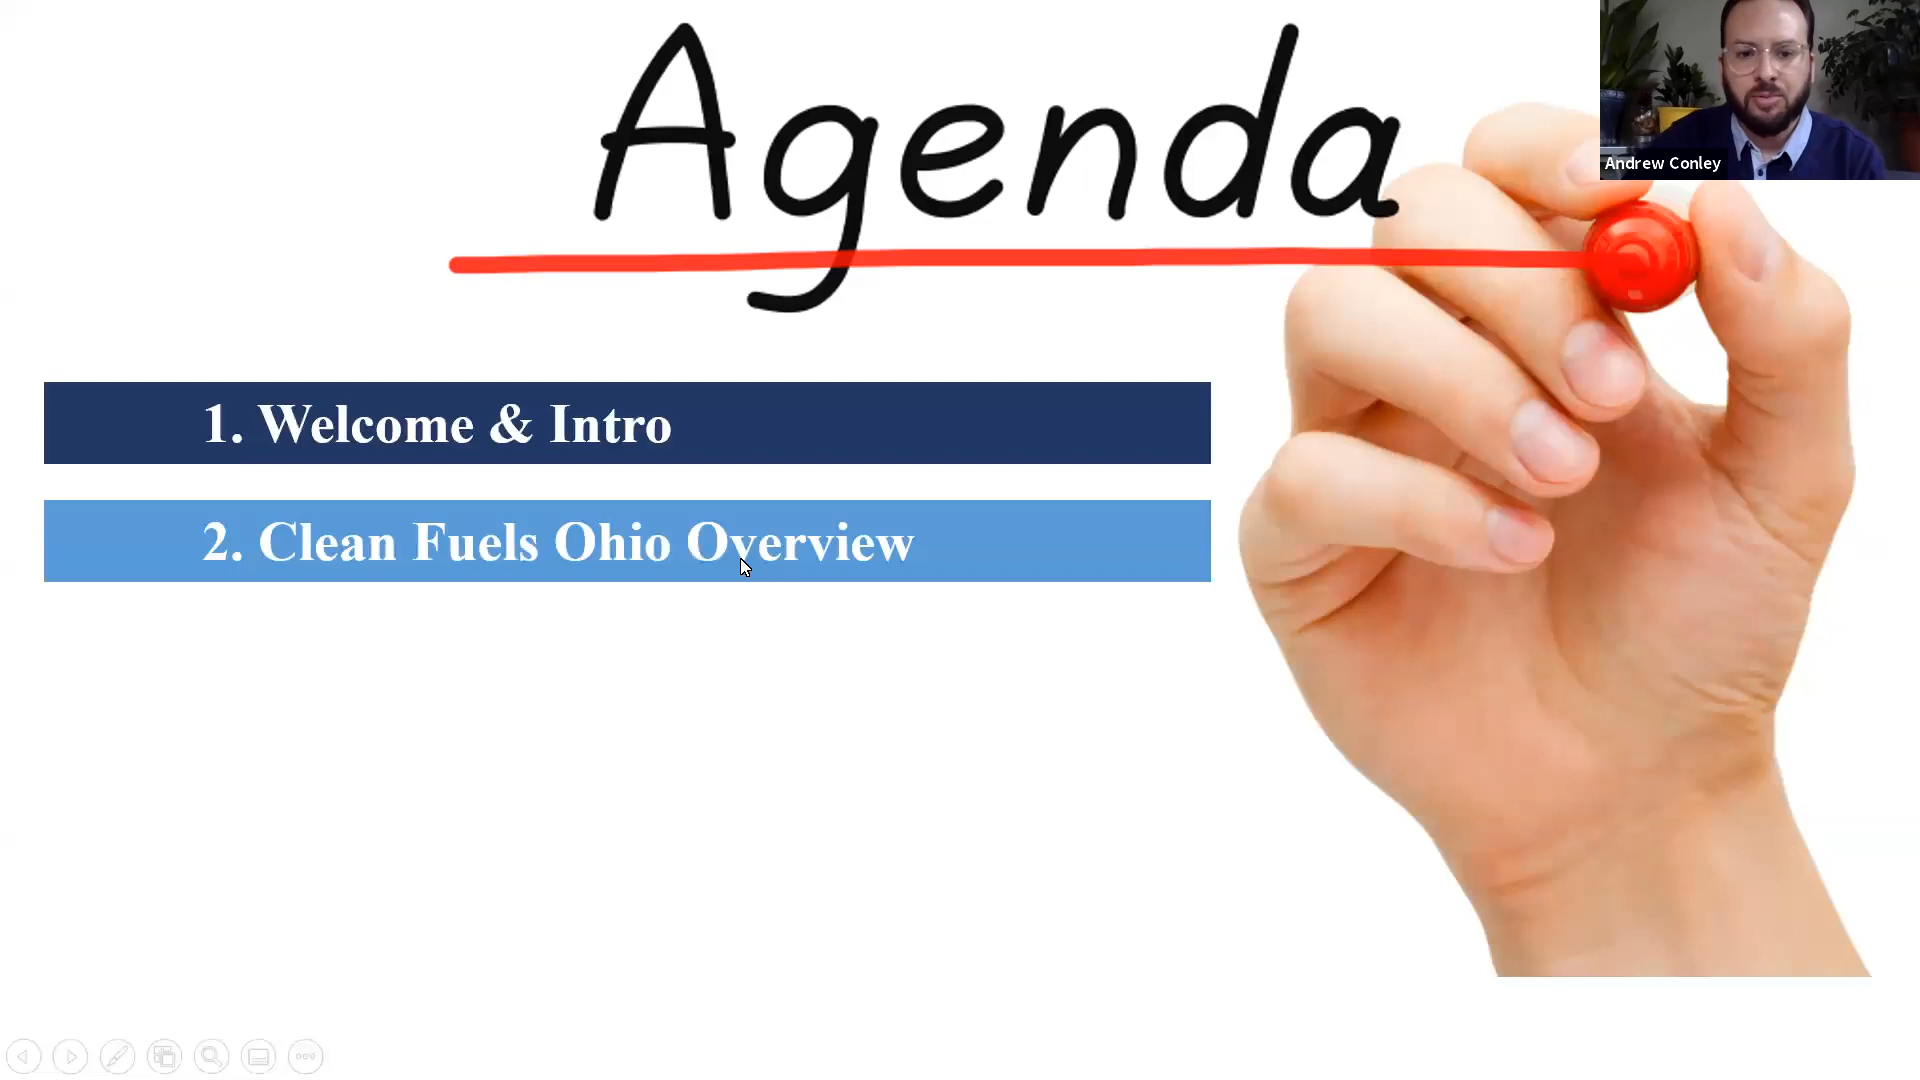 Agenda
Andrew Conley
1. Welcome & Intro
2. Clean Fuels Ohio Overview